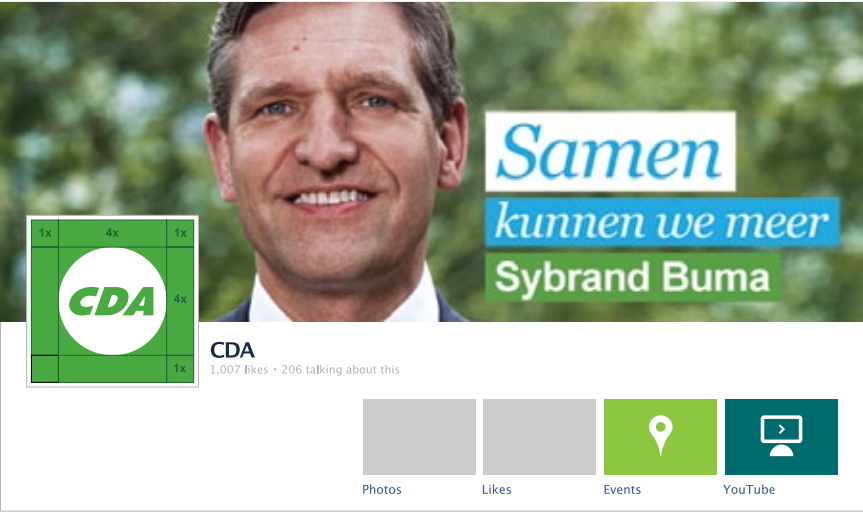 Samen
kunnen we meer
Sybrand Buma
1x 4x 1x
CDA 4x
1x
CDA
1,007 likes • 206 talking about this
Photos Likes Events YouTube